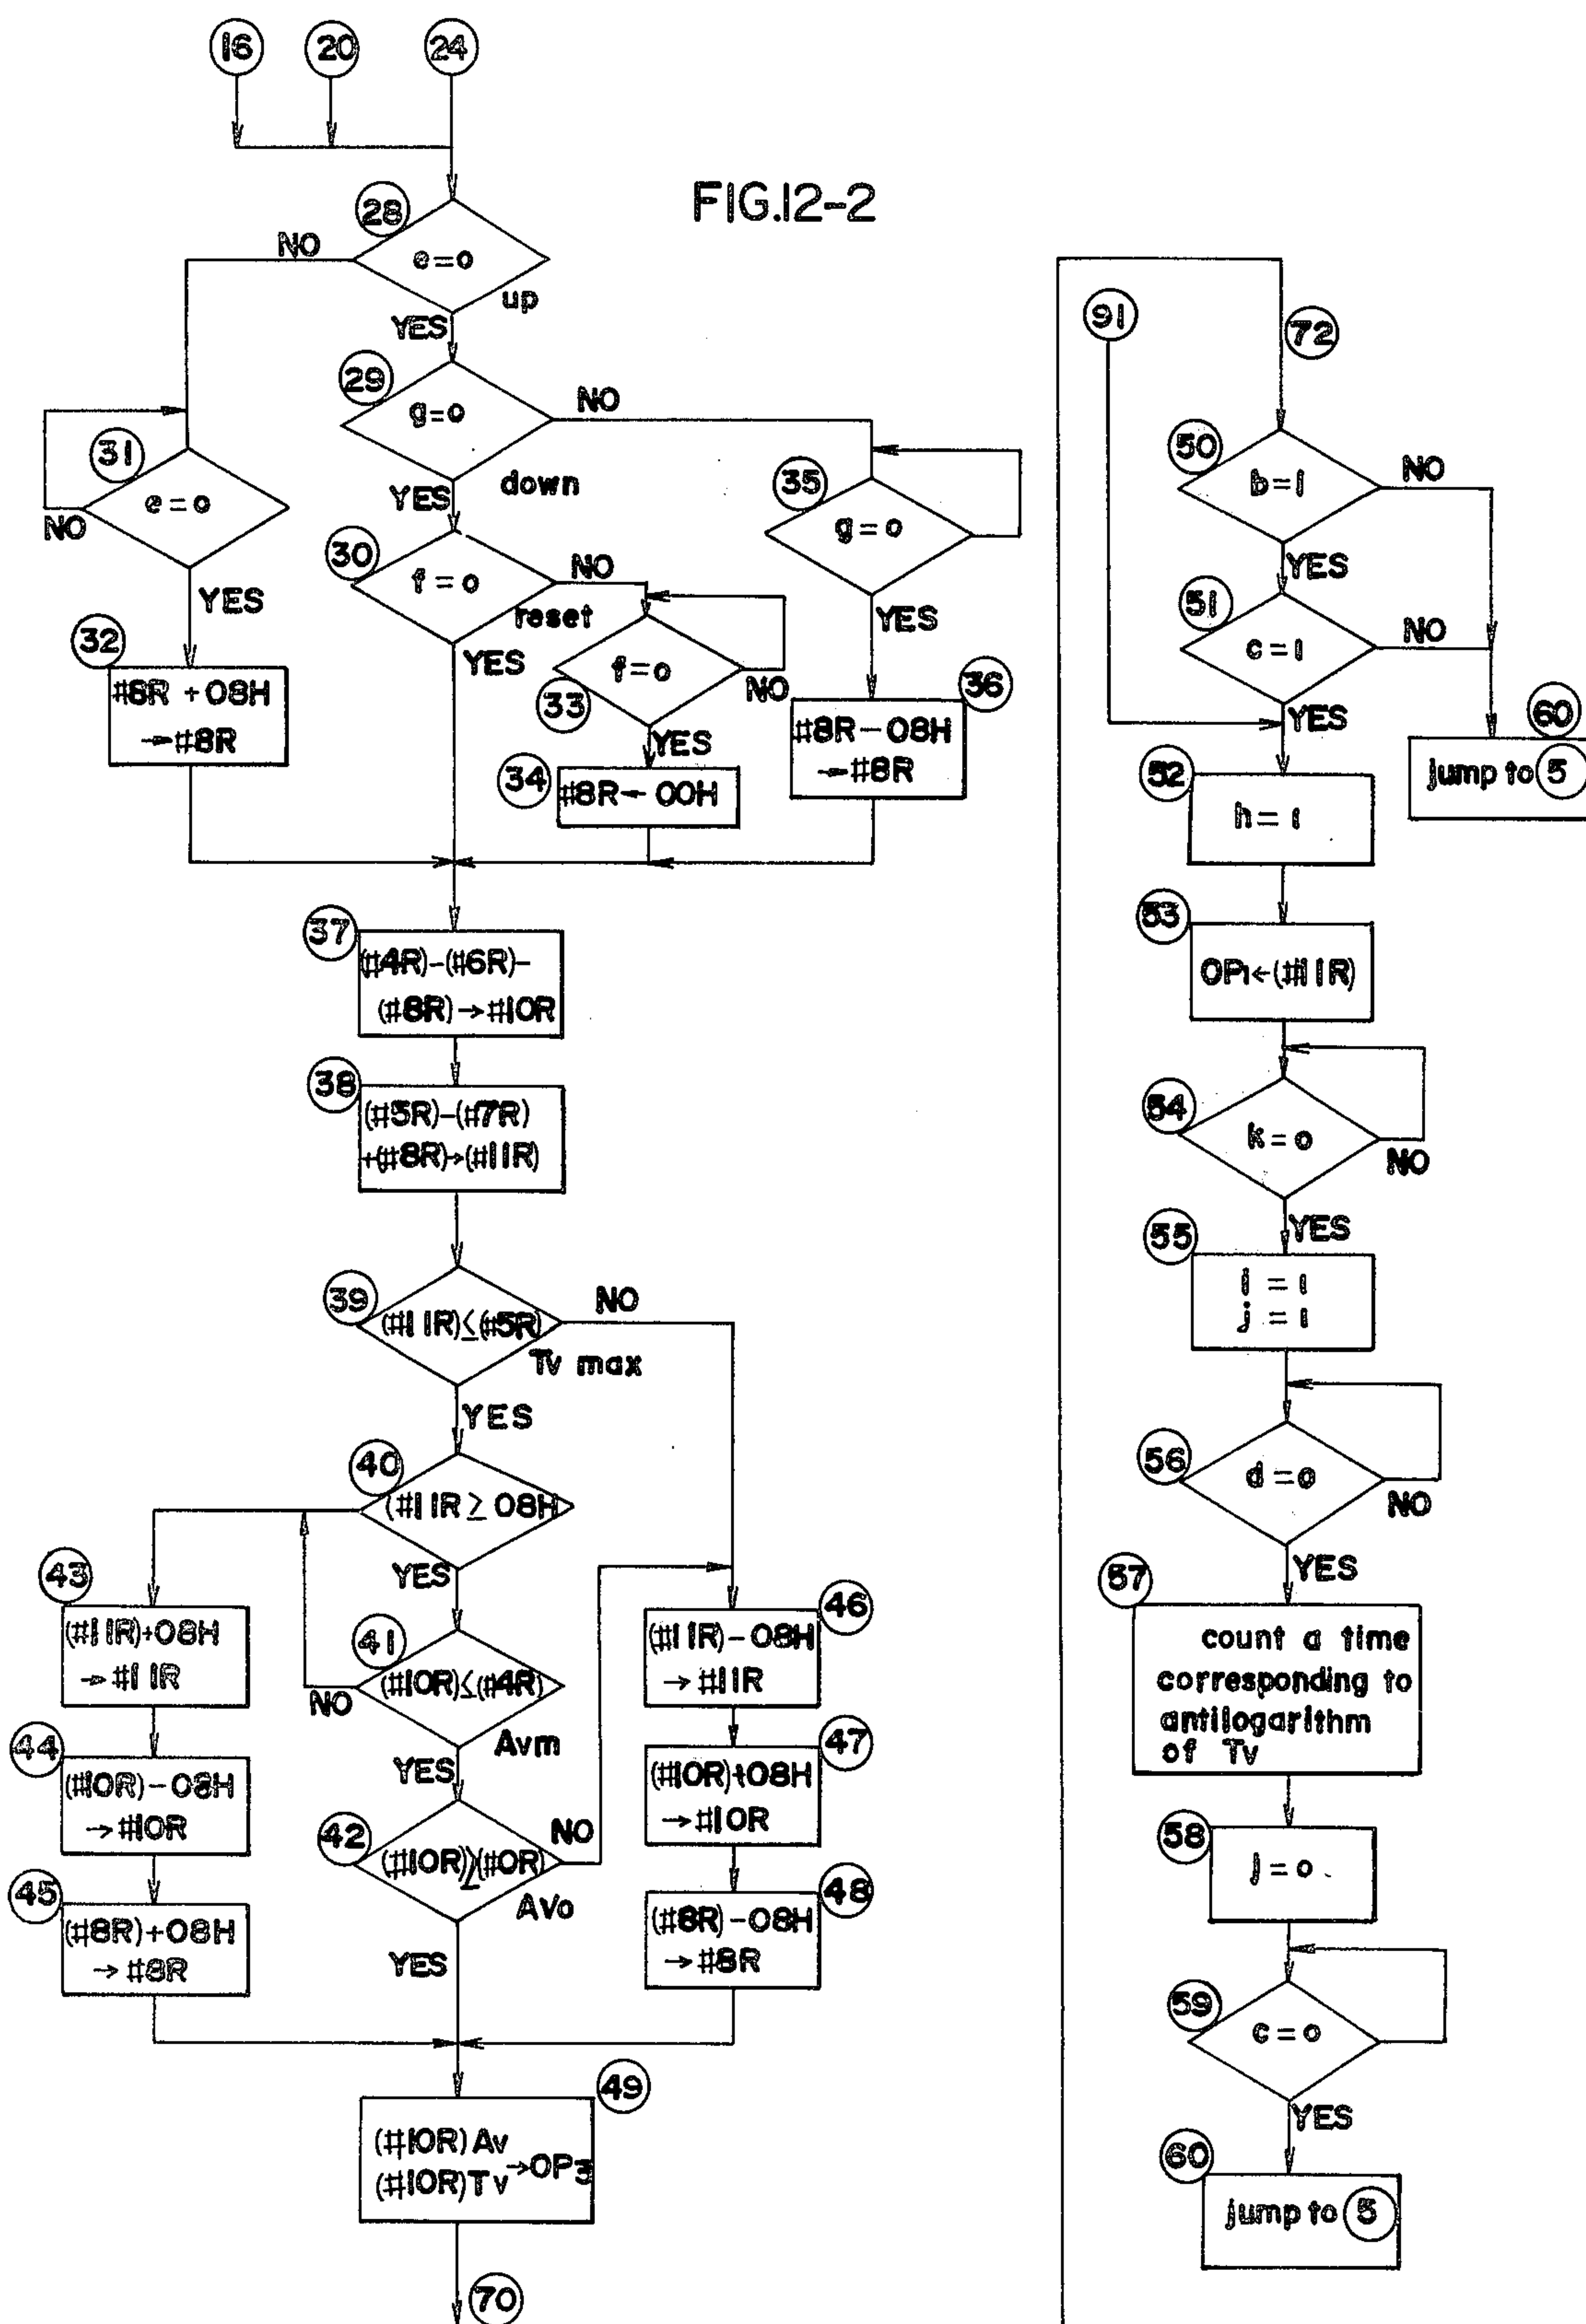 16
20
24
FIG.12-2
28
e=o
NO
up
YES
29
g=o
NO
down
YES
31
e=o
NO
YES
30
f=o
NO
reset
YES
35
g=o
YES
32
#8R +08H
→#8R
33
f=o
NO
YES
34
#8R← 00H
36
#8R-08H
→#8R
37
(#4R)-(#6R)-
(#8R)→#10R
38
(#5R)-(#7R)
+(#8R)→(#11R)
39
(#11R)≤(#5R)
NO
Tv max
YES
40
(#11R ≥ 08H
YES
43
(#11R)+08H
→#11R
41
(#10R)≤(#4R)
NO
Avm
YES
46
(#11R)-08H
→#11R
44
(#10R)-08H
→#10R
47
(#10R)+08H
→#10R
42
(#10R)≥(#0R)
NO
AVo
YES
45
(#8R)+08H
→#8R
48
(#8R)-08H
→#8R
49
(#10R)Av
(#10R)Tv →OP3
70
91
72
50
b=1
NO
YES
51
c=1
NO
YES
60
jump to 5
52
h=1
53
OP1←(#11R)
54
k=o
NO
YES
55
i=1
j=1
56
d=o
NO
YES
57
count a time
corresponding to
antilogarithm
of Tv
58
j=o
59
c=o
YES
60
jump to 5